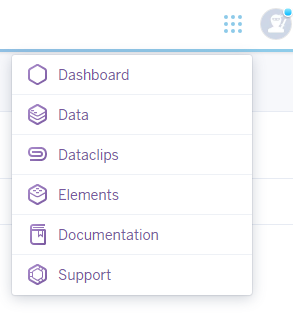 Dashboard
Data
Dataclips
Elements
Documentation
Support